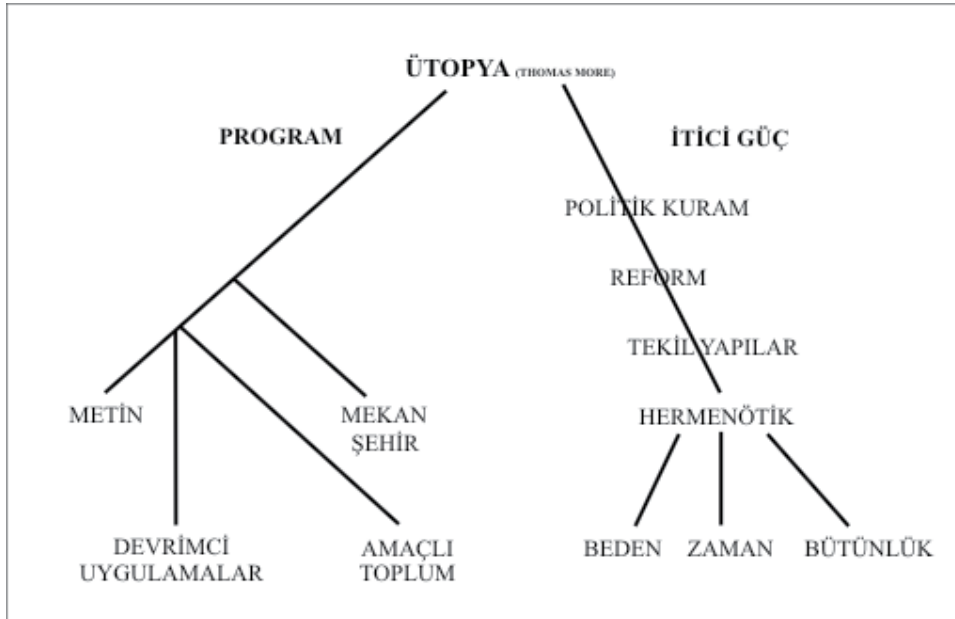 ÜTOPYA (THOMAS MORE)
PROGRAM
İTİCİ GÜÇ
POLİTİK KURAM
REFORM
TEKİL YAPILAR
METİN
MEKAN
ŞEHİR
HERMENÖTİK
DEVRİMCİ
UYGULAMALAR
AMAÇLI
TOPLUM
BEDEN
ZAMAN
BÜTÜNLÜK